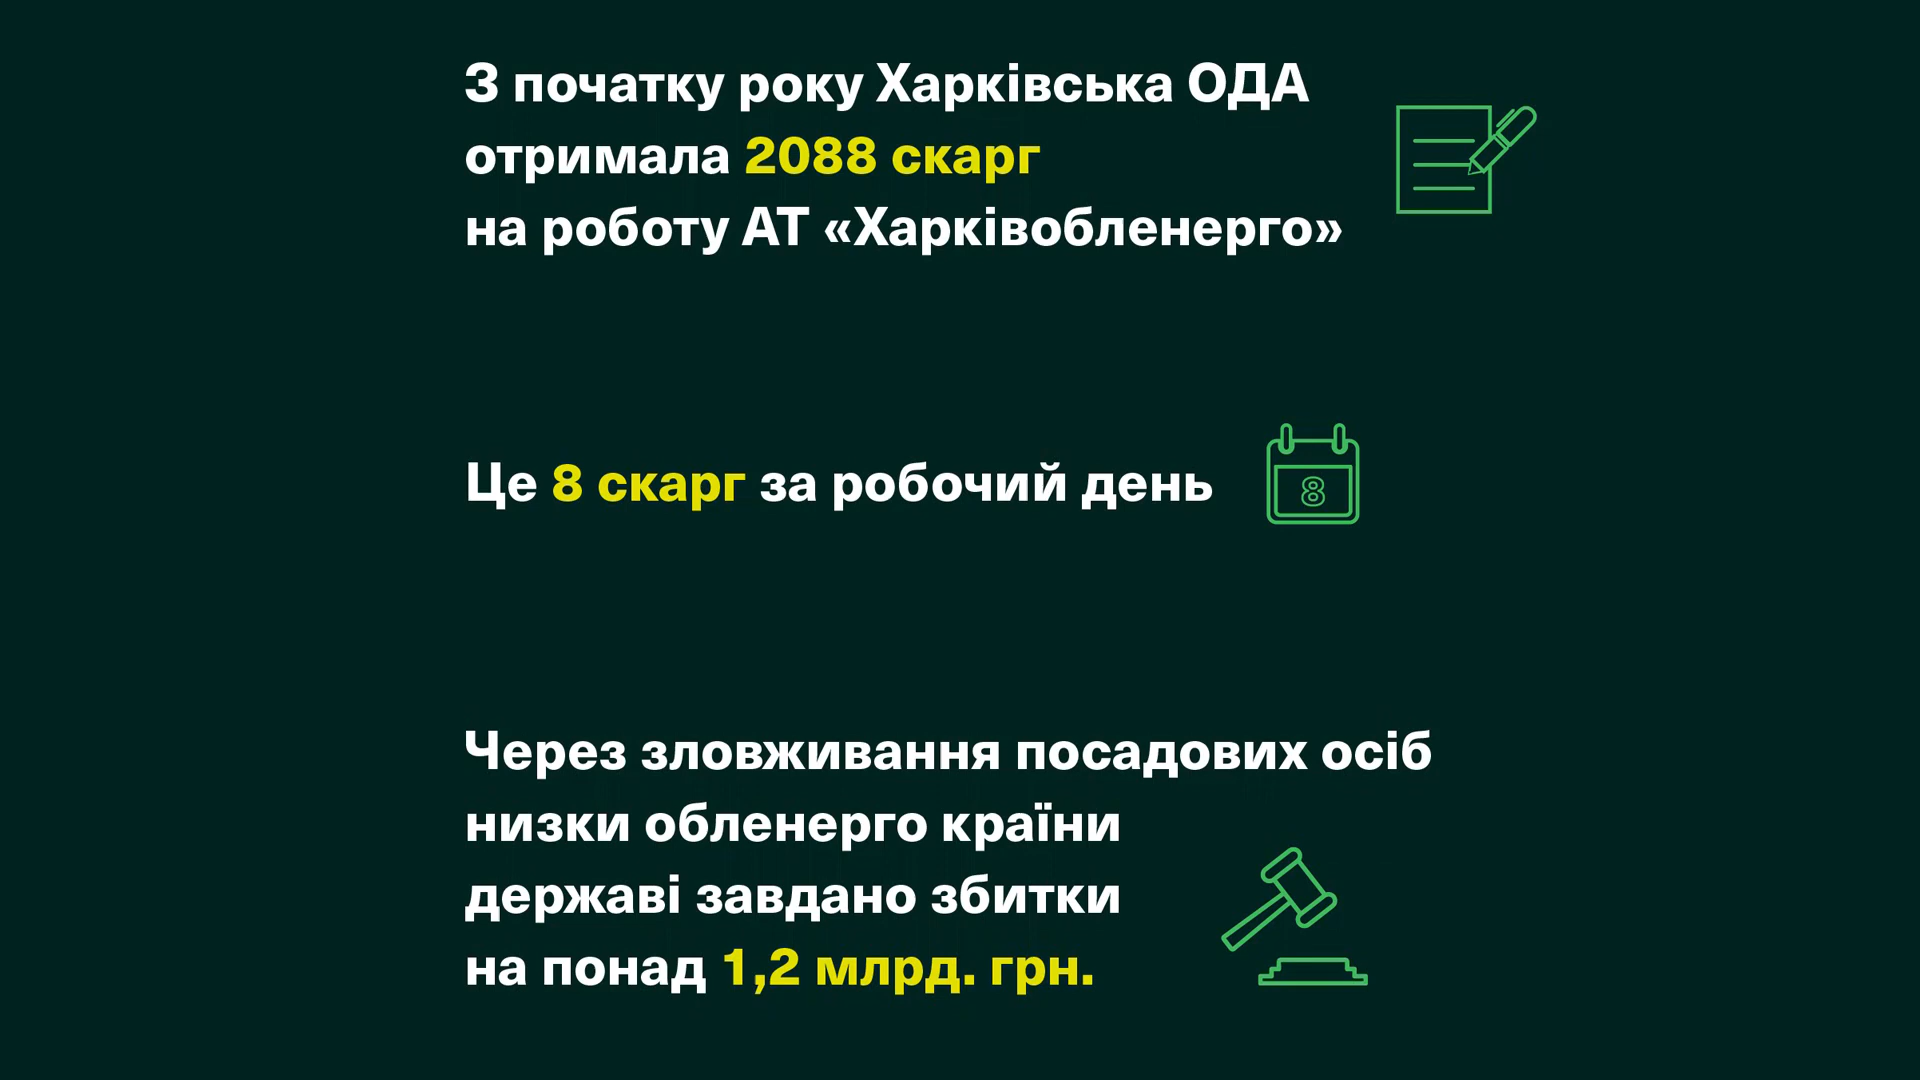 З початку року Харківська ОДА
отримала 2088 скарг
на роботу АТ «Харківобленерго»
Це 8 скарг за робочий день
8
Через зловживання посадових осіб
низки обленерго країни
державі завдано збитки
на понад 1,2 млрд. грн.